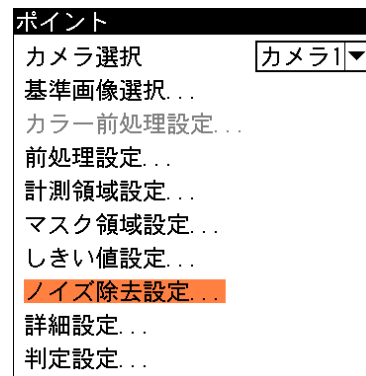 ポイント
カメラ選択 カメラ1▼
基準画像選択...
カラー前処理設定...
前処理設定...
計測領域設定...
マスク領域設定...
しきい値設定...
ノイズ除去設定...
詳細設定...
判定設定...